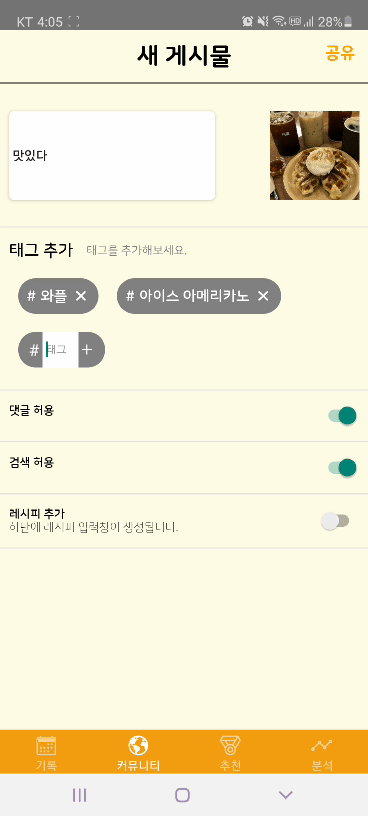 KT 4:05 28%
새 게시물
공유
맛있다
태그 추가 태그를 추가해보세요.
# 와플 ✕
# 아이스 아메리카노 ✕
# 태그 +
댓글 허용
검색 허용
레시피 추가
하단에 레시피 입력창이 생성됩니다.
기록 커뮤니티 추천 분석